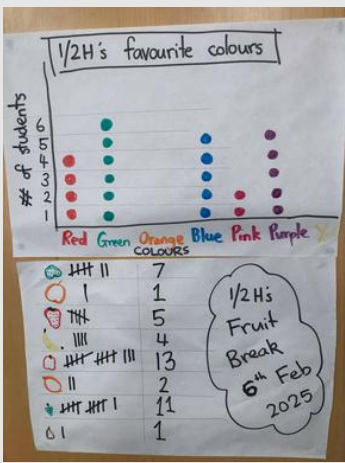 1/2H's favourite colours
# of students
6
5
4
3
2
1
Red Green Orange Blue Pink Purple Y
COLOURS
7
1
5
4
13
2
11
1
1/2 H's
Fruit
Break
6th Feb
2025